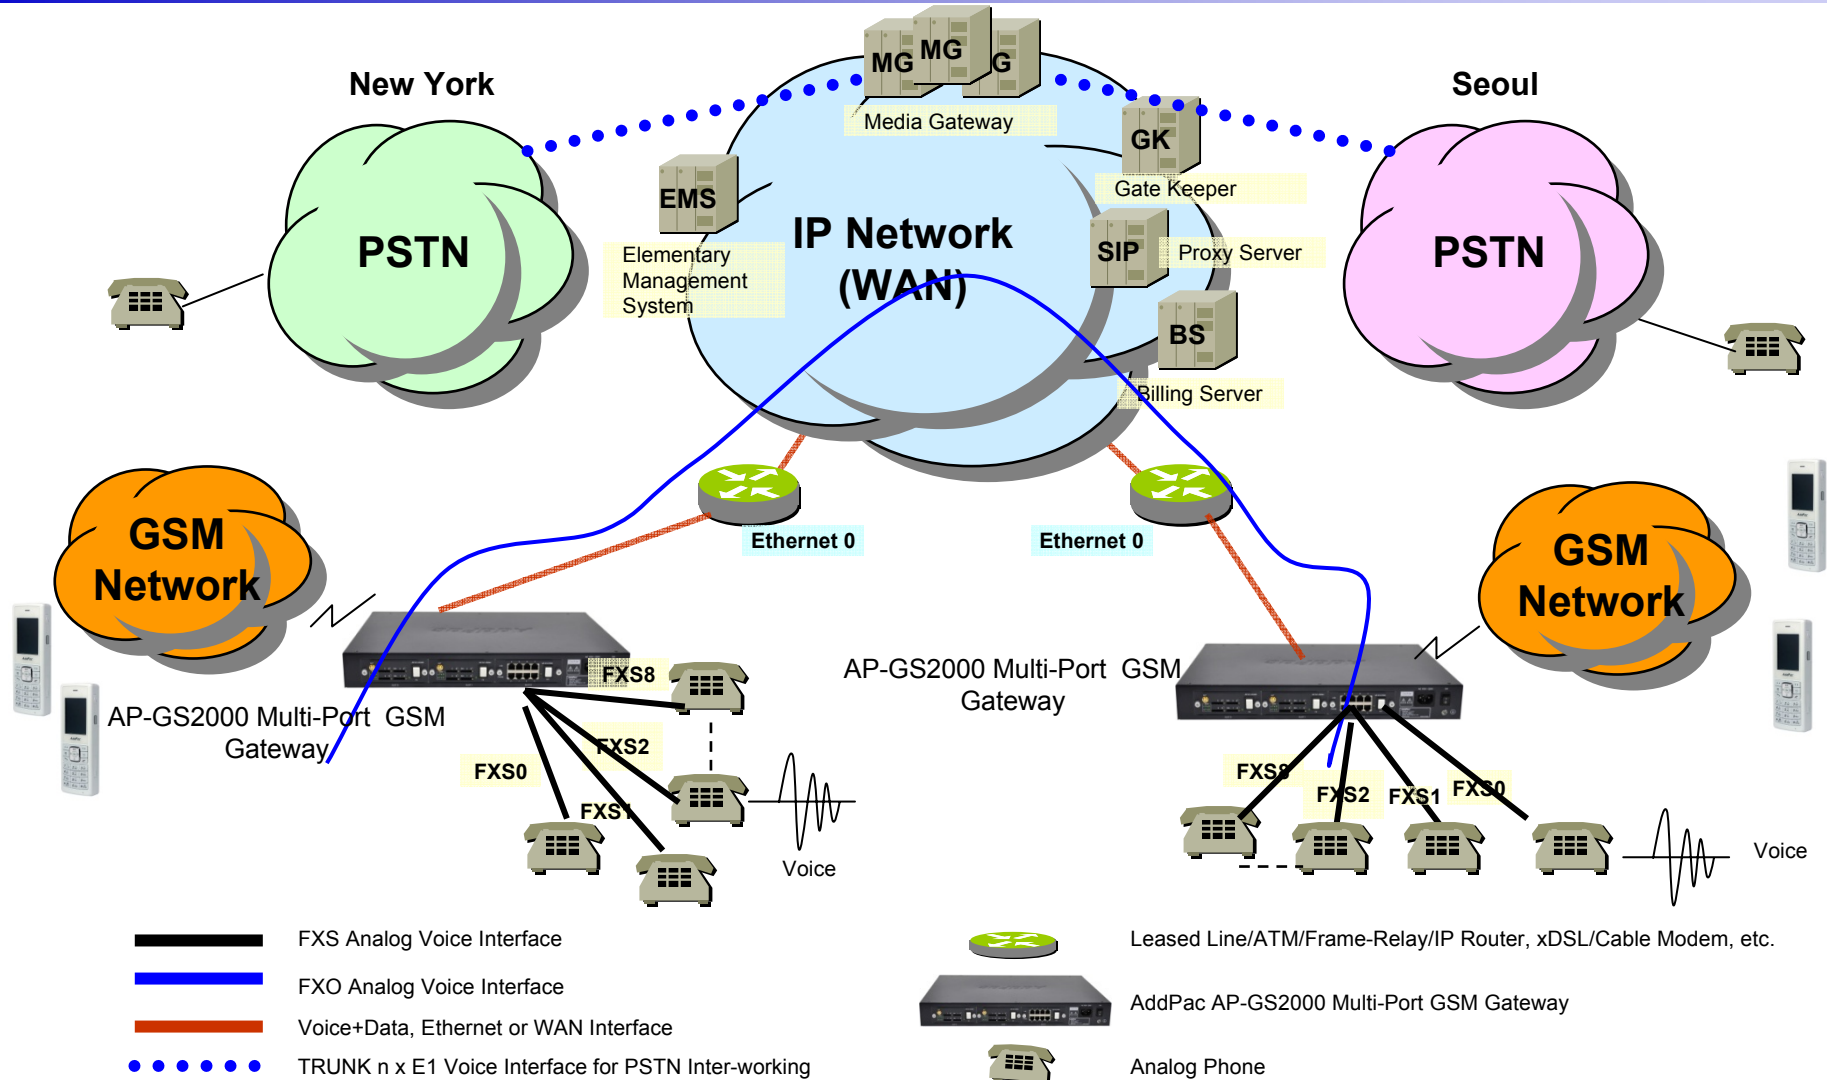 New York
MG
MG
G
Seoul
Media Gateway
GK
Gate Keeper
EMS
Elementary
Management
System
PSTN
IP Network
(WAN)
SIP
Proxy Server
PSTN
BS
Billing Server
Ethernet 0
Ethernet 0
GSM
Network
GSM
Network
AP-GS2000 Multi-Port GSM
Gateway
AP-GS2000 Multi-Port GSM
Gateway
FXS8
FXS2
FXS0
FXS1
Voice
FXS8
FXS2
FXS1
FXS0
Voice
FXS Analog Voice Interface
FXO Analog Voice Interface
Voice+Data, Ethernet or WAN Interface
TRUNK n x E1 Voice Interface for PSTN Inter-working
Leased Line/ATM/Frame-Relay/IP Router, xDSL/Cable Modem, etc.
AddPac AP-GS2000 Multi-Port GSM Gateway
Analog Phone